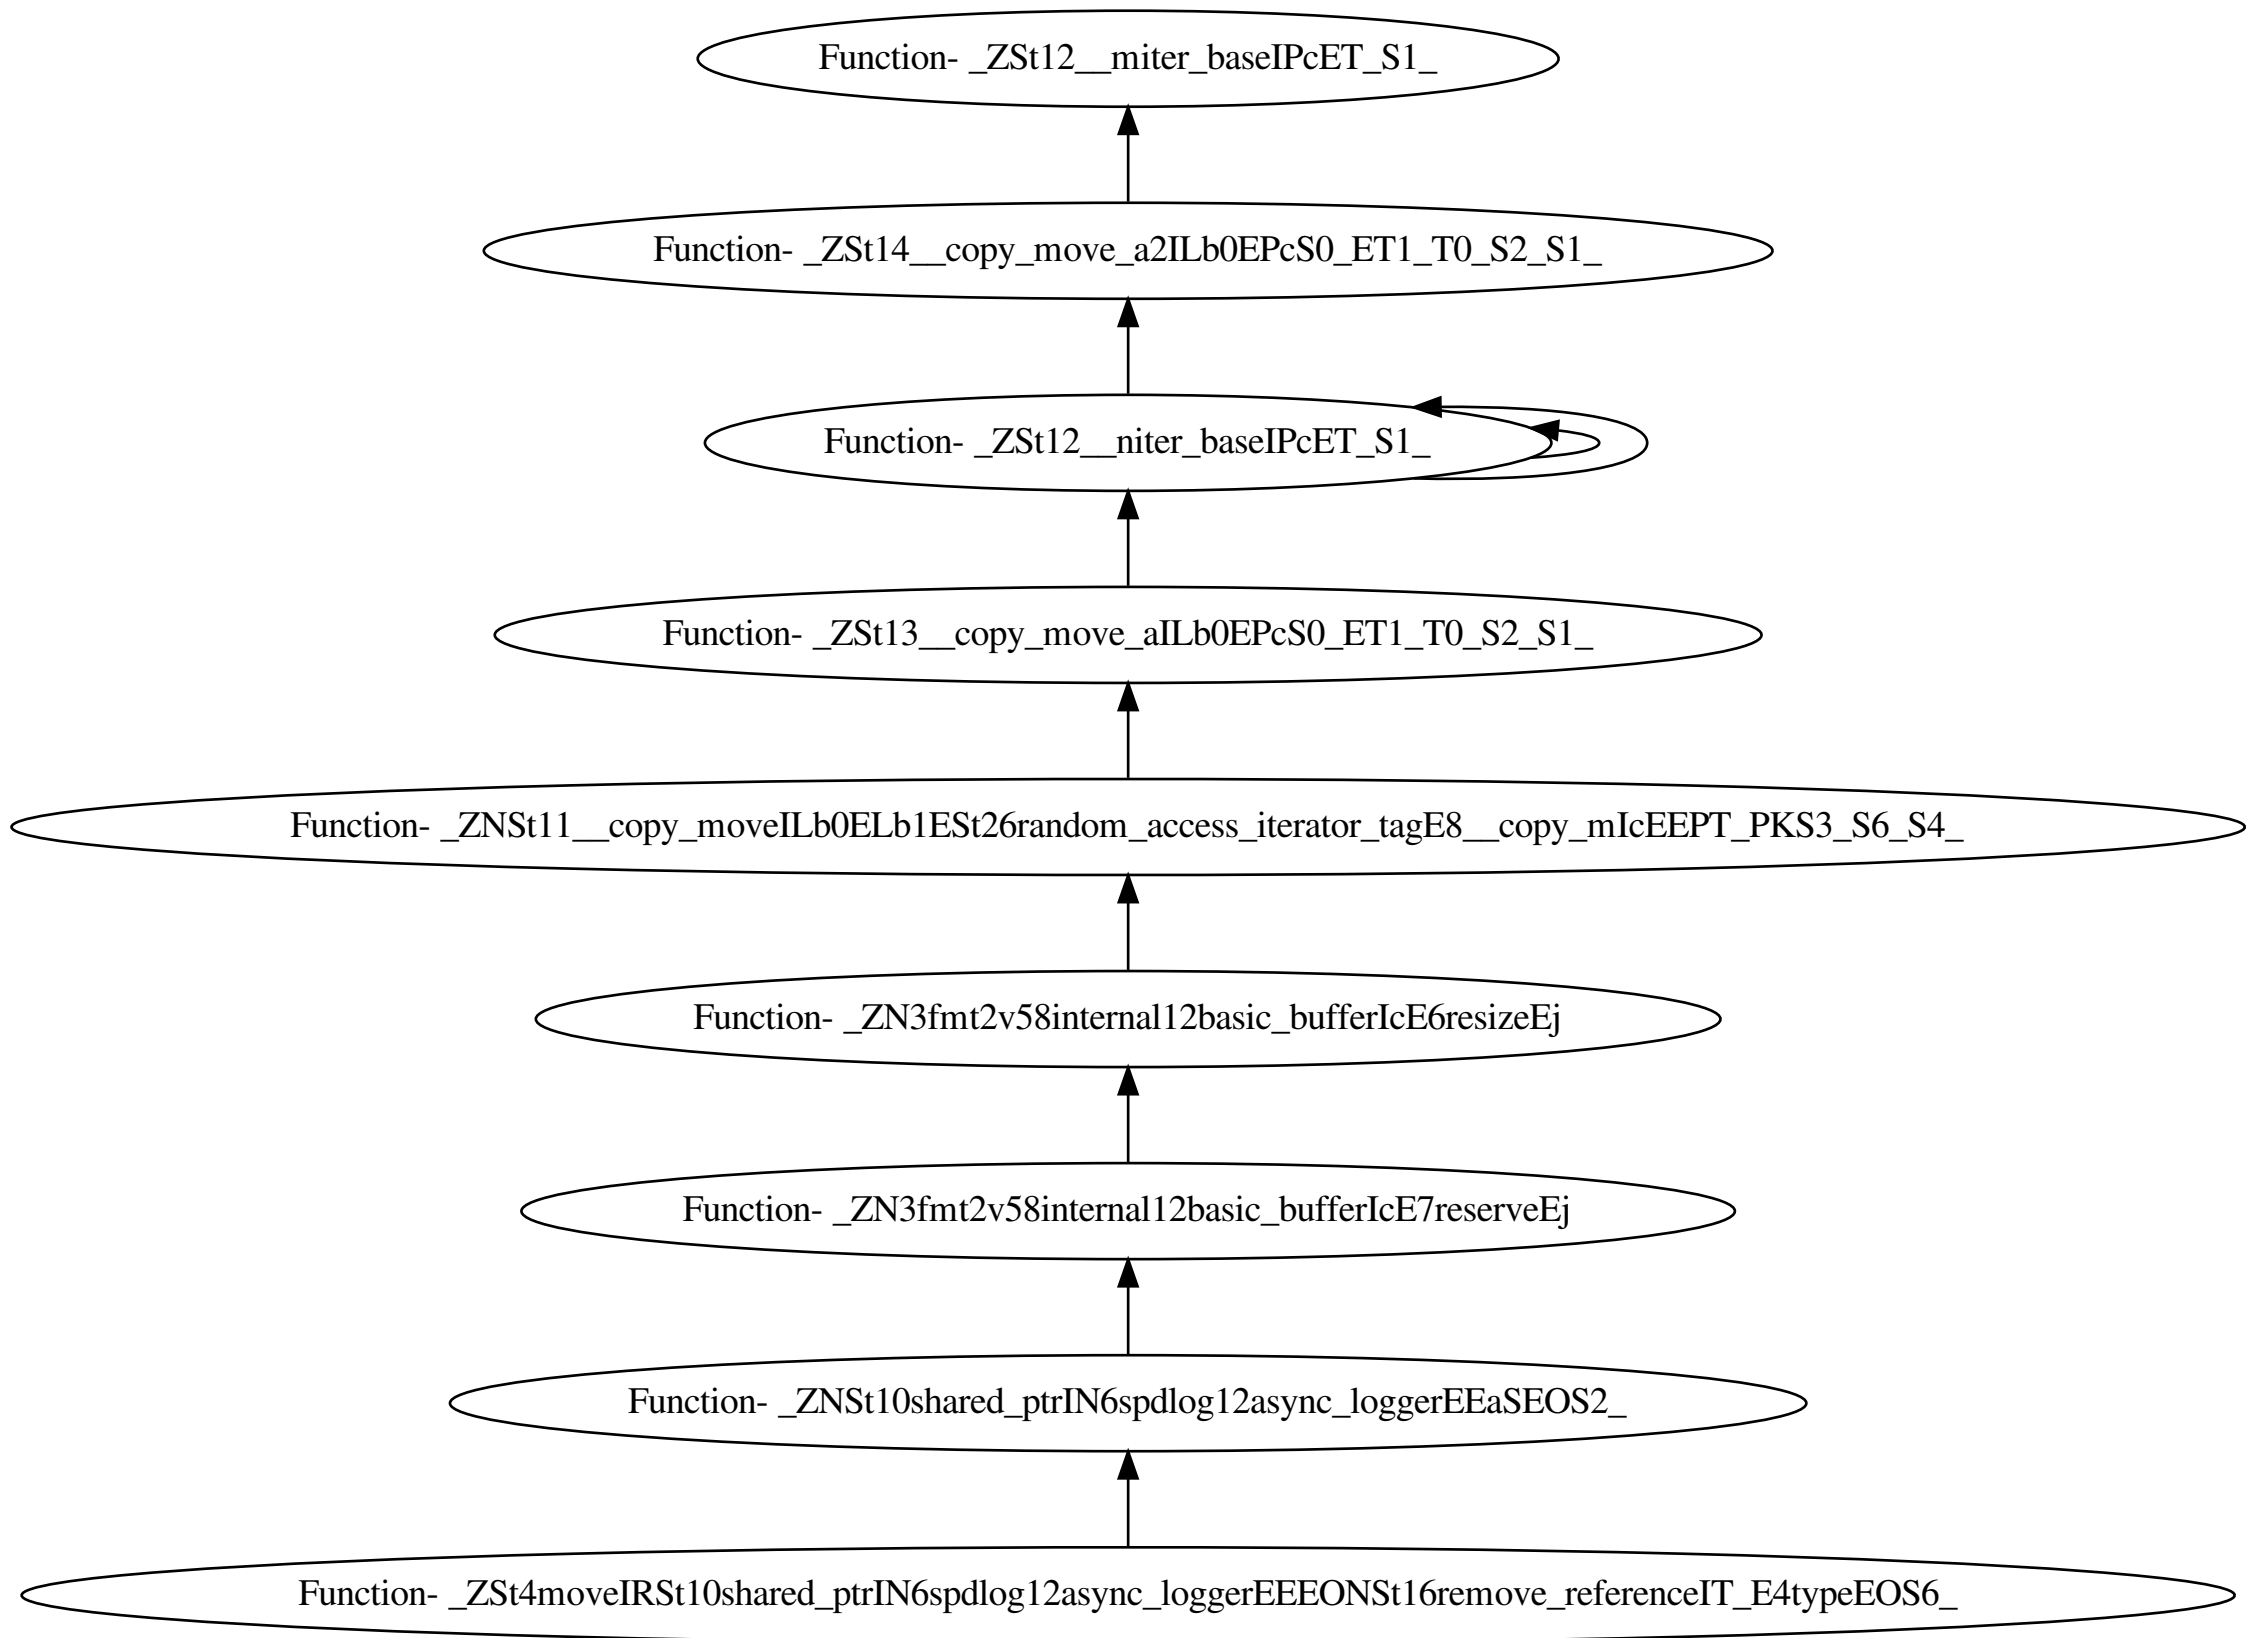 Function- _ZSt12__miter_baseIPcET_S1_
Function- _ZSt14__copy_move_a2ILb0EPcS0_ET1_T0_S2_S1_
Function- _ZSt12__niter_baseIPcET_S1_
Function- _ZSt13__copy_move_aILb0EPcS0_ET1_T0_S2_S1_
Function- _ZNSt11__copy_moveILb0ELb1ESt26random_access_iterator_tagE8__copy_mIcEEPT_PKS3_S6_S4_
Function- _ZN3fmt2v58internal12basic_bufferIcE6resizeEj
Function- _ZN3fmt2v58internal12basic_bufferIcE7reserveEj
Function- _ZNSt10shared_ptrIN6spdlog12async_loggerEEaSEOS2_
Function- _ZSt4moveIRSt10shared_ptrIN6spdlog12async_loggerEEEONSt16remove_referenceIT_E4typeEOS6_